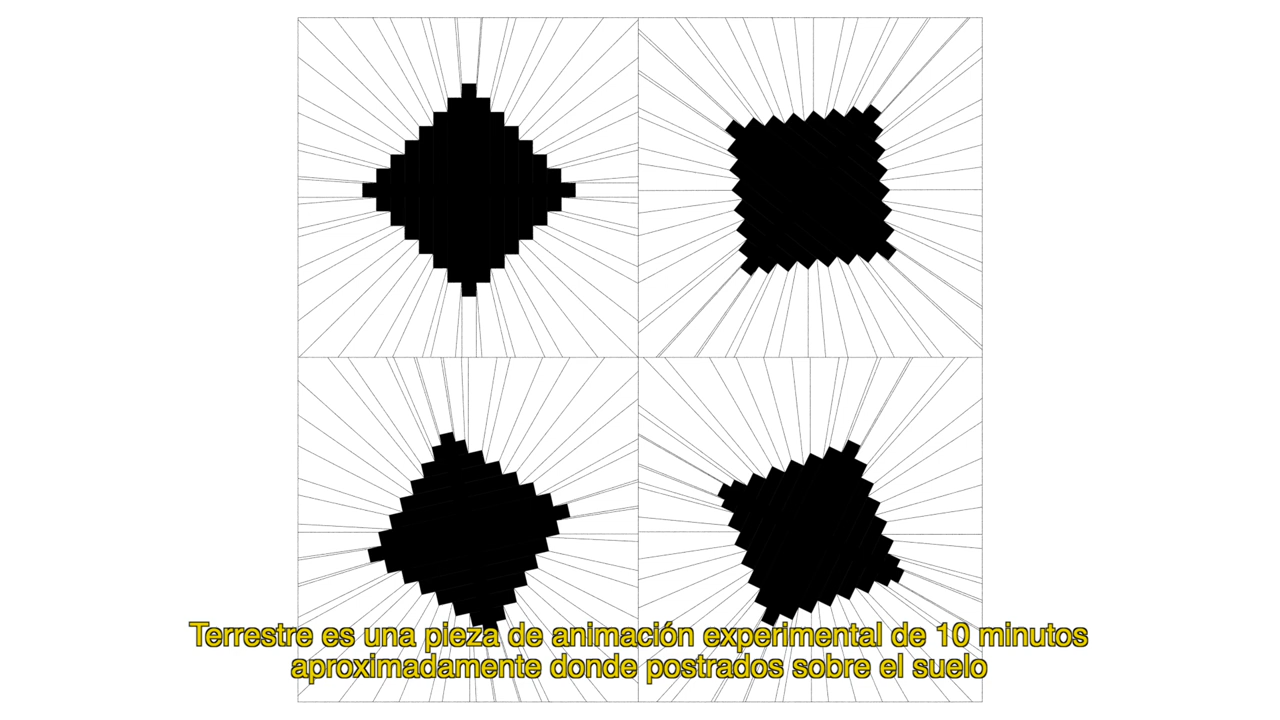 Terrestre es una pieza de animación experimental de 10 minutos
aproximadamente donde postrados sobre el suelo